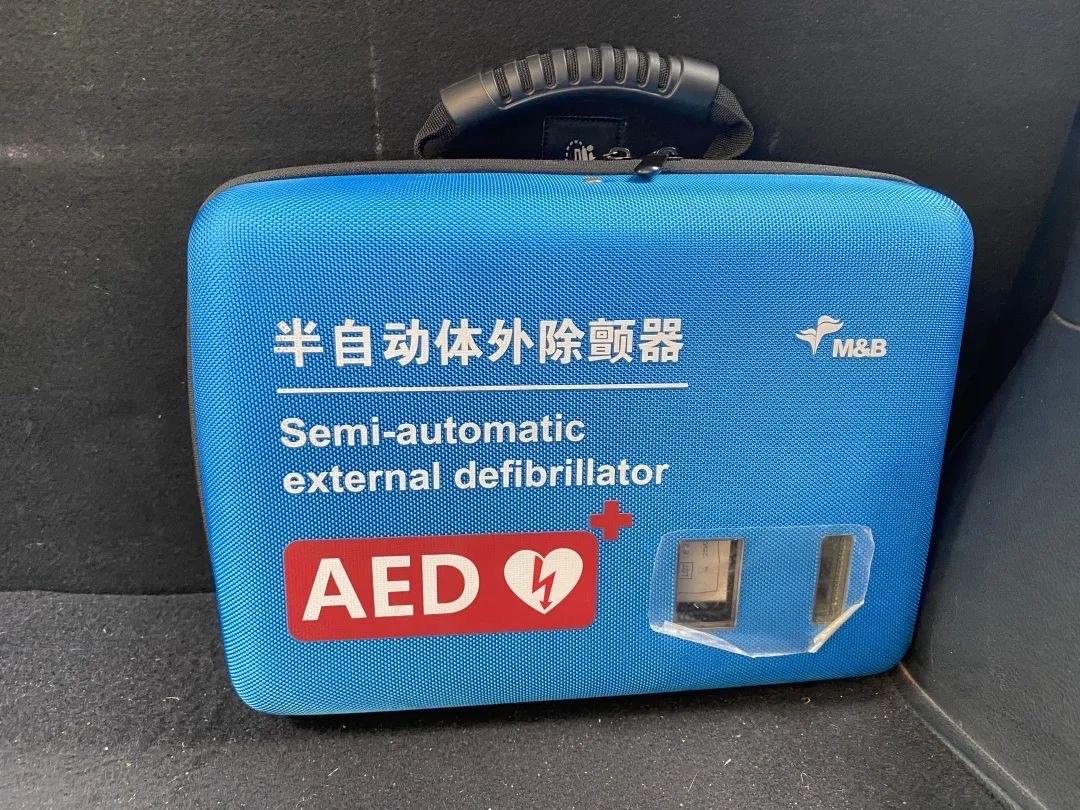 半自动体外除颤器
M&B
Semi-automatic
external defibrillator
AED